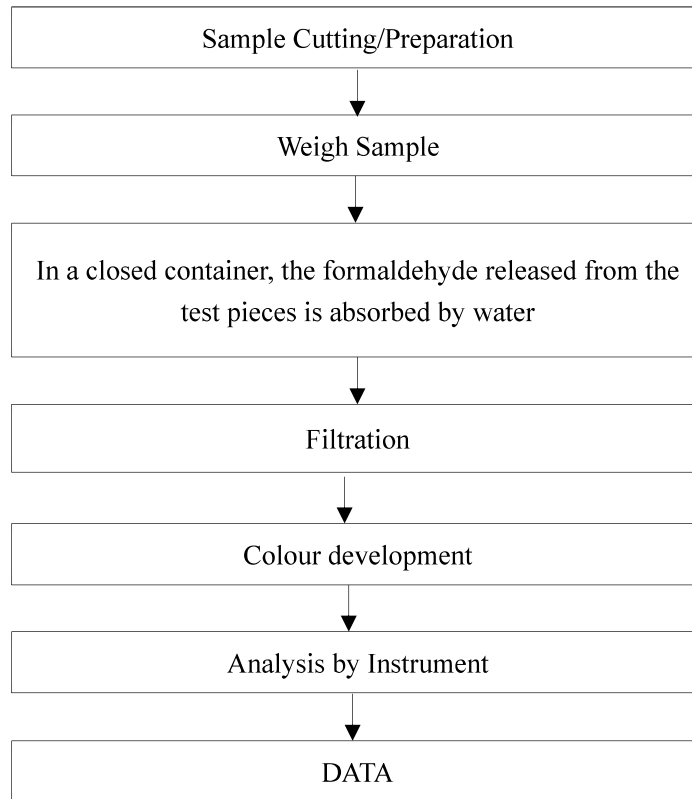 Sample Cutting/Preparation
Weigh Sample
In a closed container, the formaldehyde released from the
test pieces is absorbed by water
Filtration
Colour development
Analysis by Instrument
DATA